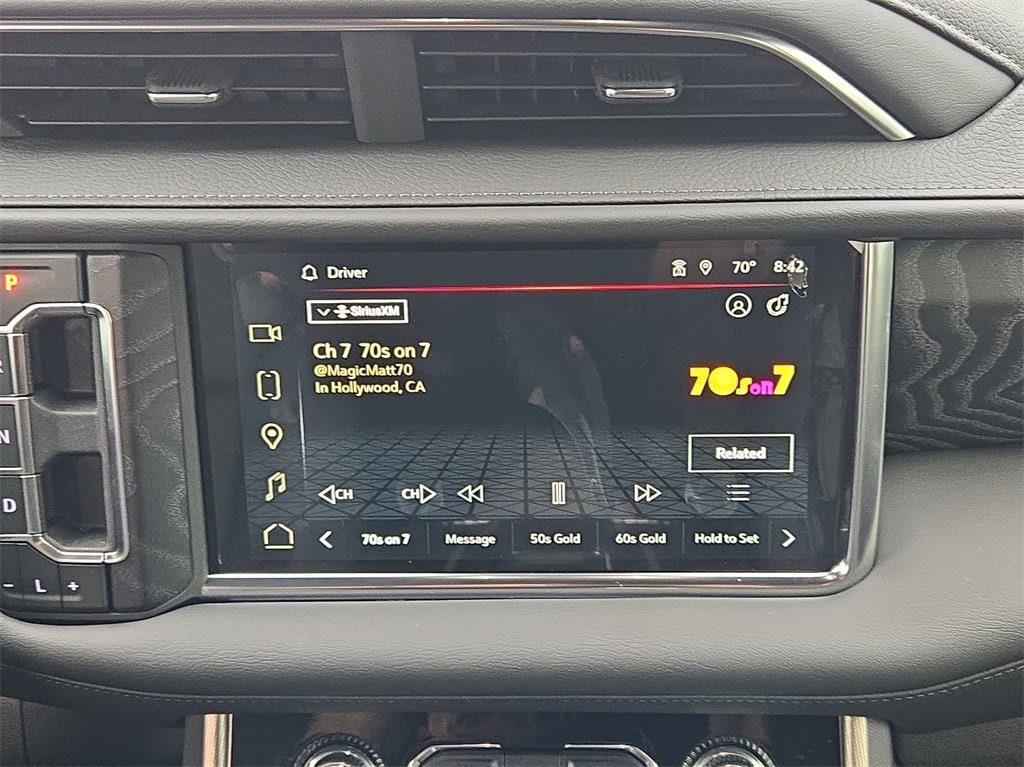 Driver 70° 8:42
SiriusXM
Ch 7 70s on 7
@MagicMatt70
In Hollywood, CA
70s on 7
Related
CH CH
70s on 7 Message 50s Gold 60s Gold Hold to Set
P
R
N
D
− L +